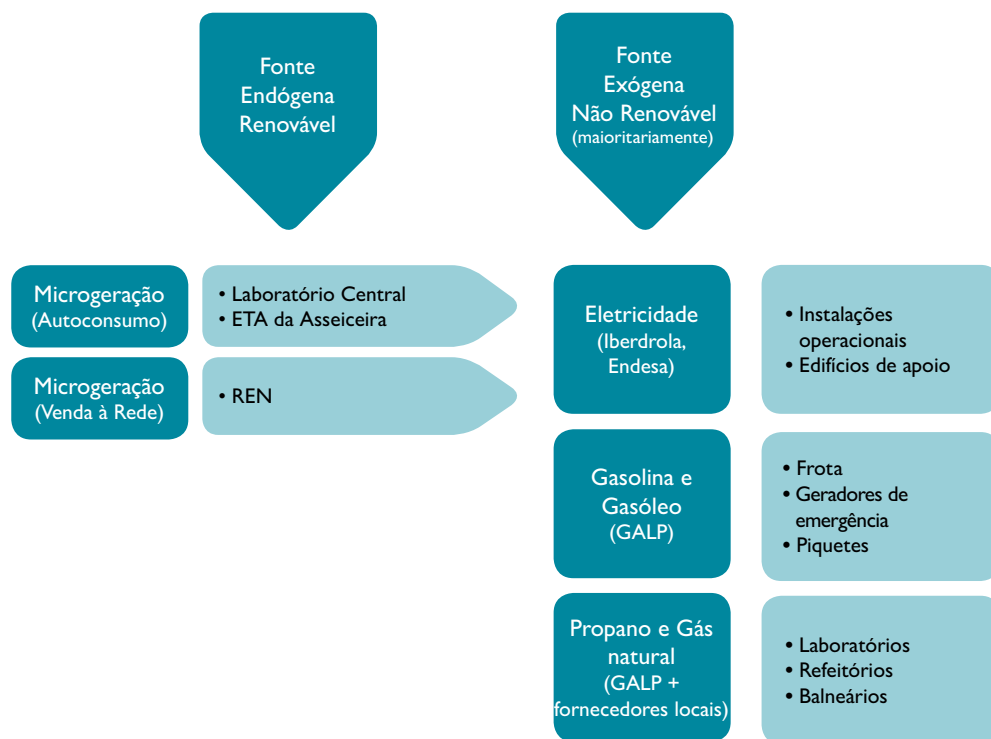 Fonte
Endógena
Renovável
Fonte
Exógena
Não Renovável
(maioritariamente)
Microgeração
(Autoconsumo)
• Laboratório Central
• ETA da Asseiceira
Microgeração
(Venda à Rede)
• REN
Eletricidade
(Iberdrola,
Endesa)
• Instalações
operacionais
• Edifícios de apoio
Gasolina e
Gasóleo
(GALP)
• Frota
• Geradores de
emergência
• Piquetes
Propano e Gás
natural
(GALP +
fornecedores locais)
• Laboratórios
• Refeitórios
• Balneários